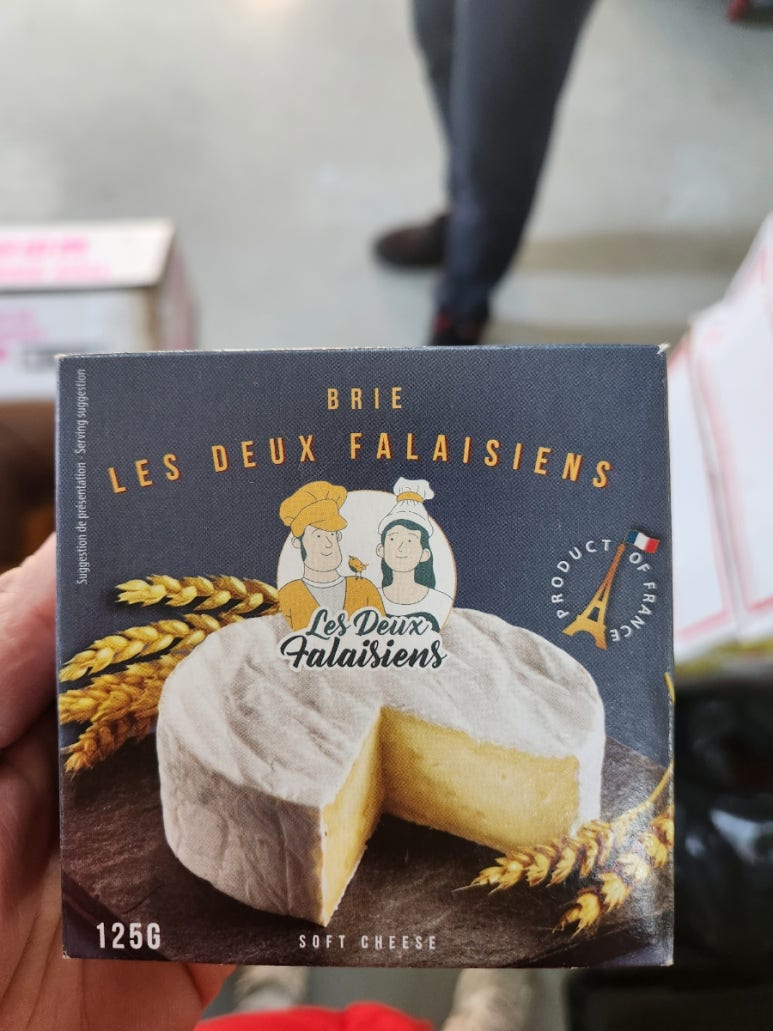 BRIE
LES DEUX FALAISIENS
Suggestion de présentation - Serving suggestion
PRODUCT OF FRANCE
Les Deux
Falaisiens
125G
SOFT CHEESE